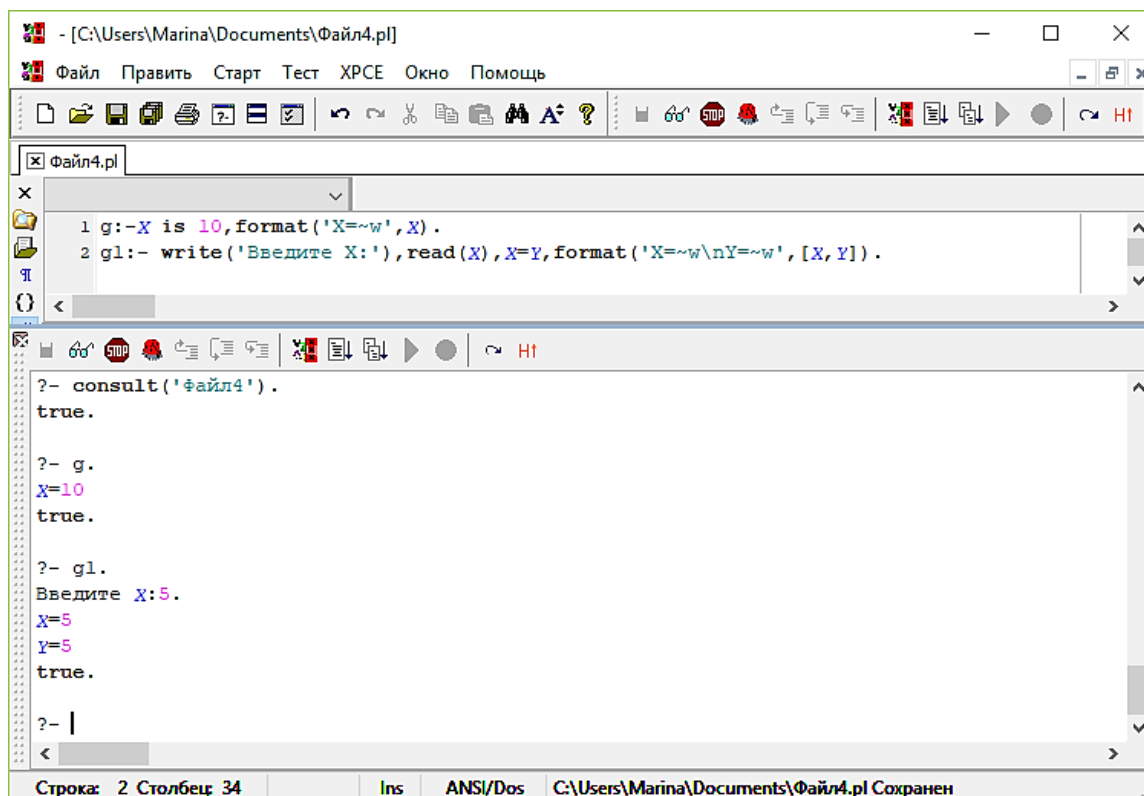 - [C:\Users\Marina\Documents\Файл4.pl]
Файл Править Старт Тест XPCE Окно Помощь
Файл4.pl
1 g:-X is 10,format('X=~w',X).
2 g1:- write('Введите X:'),read(X),X=Y,format('X=~w\nY=~w',[X,Y]).
?- consult('Файл4').
true.
?- g.
X=10
true.
?- g1.
Введите X:5.
X=5
Y=5
true.
?-
Строка: 2 Столбец: 34 Ins ANSI/Dos C:\Users\Marina\Documents\Файл4.pl Сохранен